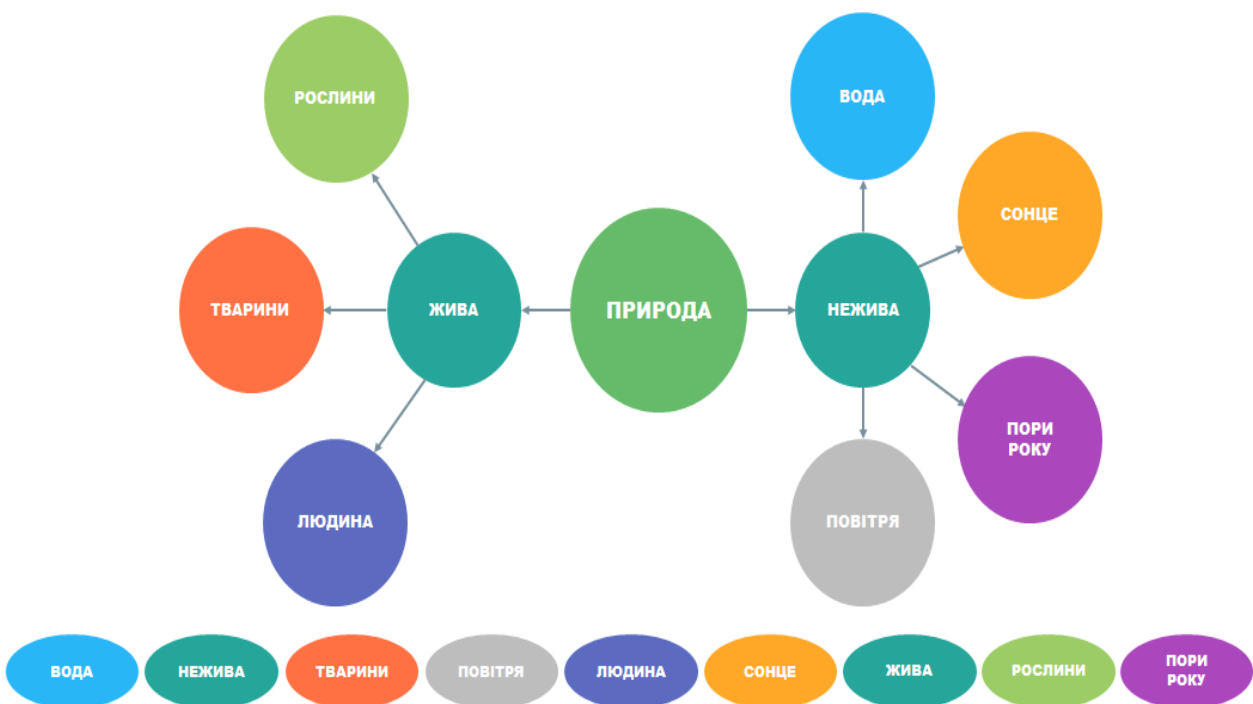 РОСЛИНИ
ВОДА
СОНЦЕ
ТВАРИНИ
ЖИВА
ПРИРОДА
НЕЖИВА
ПОРИ
РОКУ
ЛЮДИНА
ПОВІТРЯ
ВОДА
НЕЖИВА
ТВАРИНИ
ПОВІТРЯ
ЛЮДИНА
СОНЦЕ
ЖИВА
РОСЛИНИ
ПОРИ
РОКУ